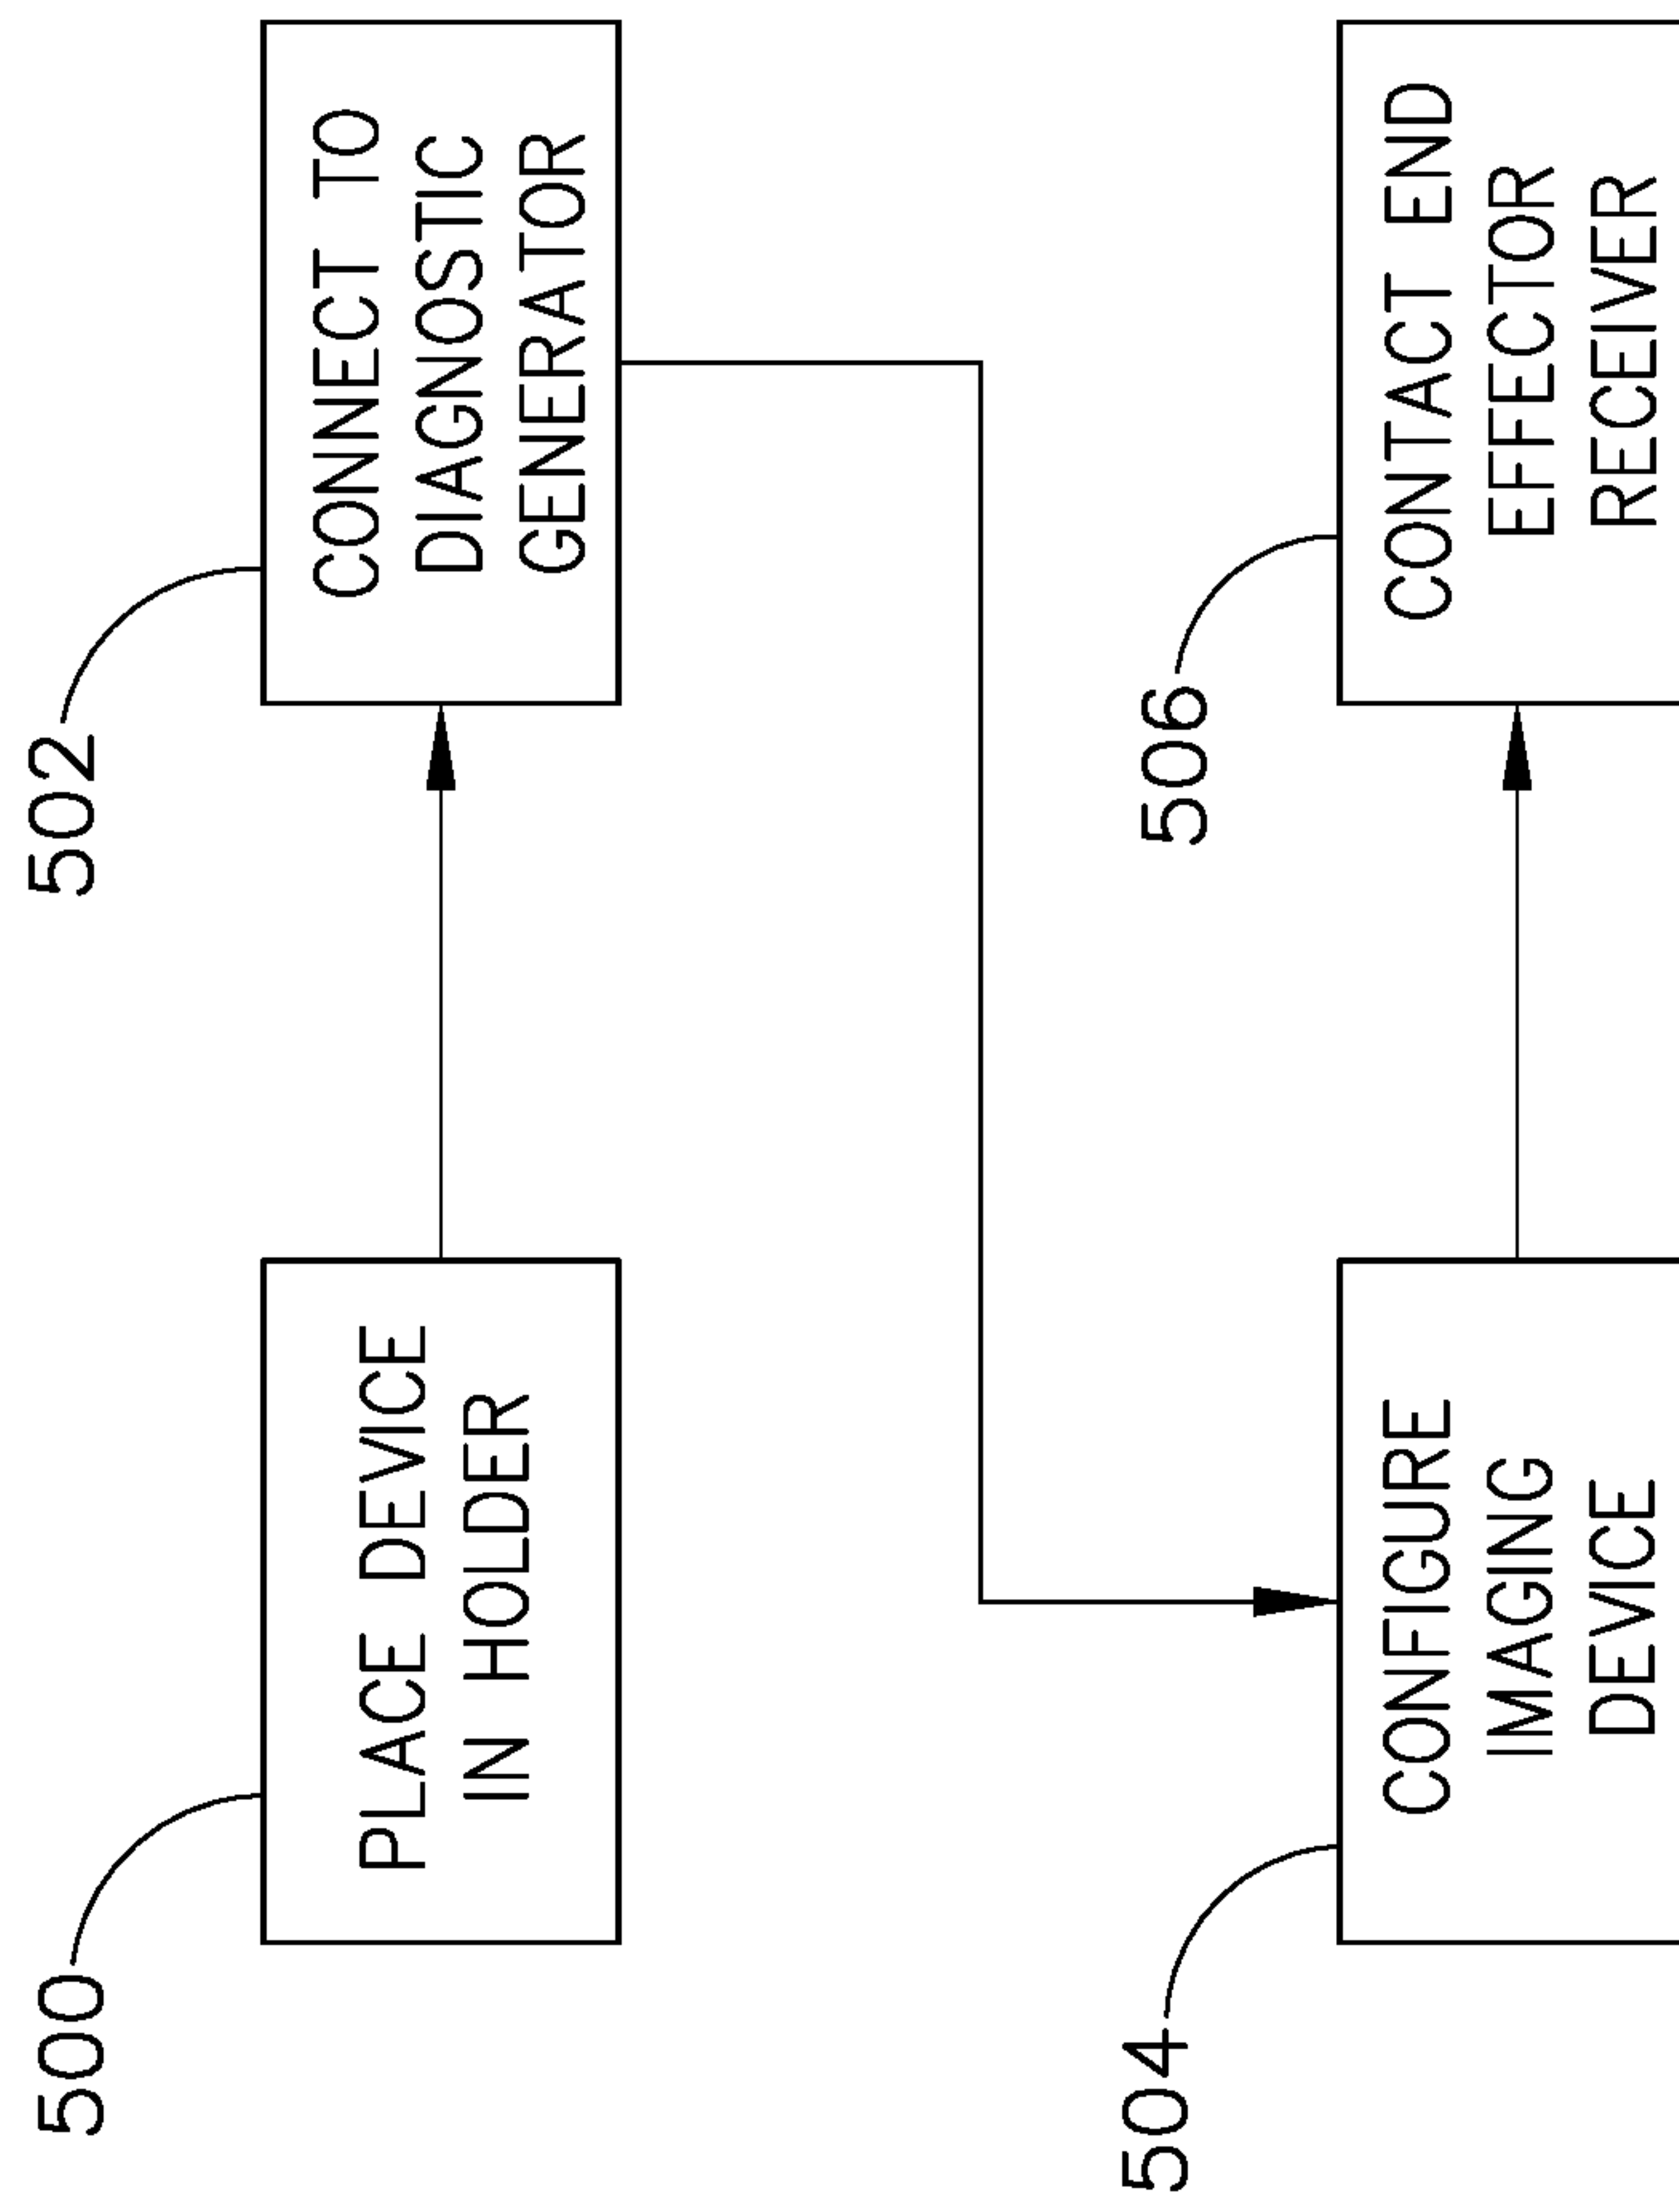 500
PLACE DEVICE
IN HOLDER
502
CONNECT TO
DIAGNOSTIC
GENERATOR
504
CONFIGURE
IMAGING
DEVICE
506
CONTACT END
EFFECTOR
RECEIVER